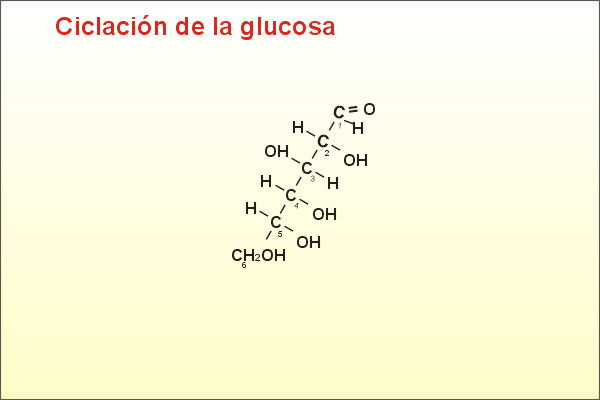 Ciclación de la glucosa
C = O
1 H
H C
2 OH
OH C
3 H
H C
4 OH
H C
5 OH
CH2OH
6